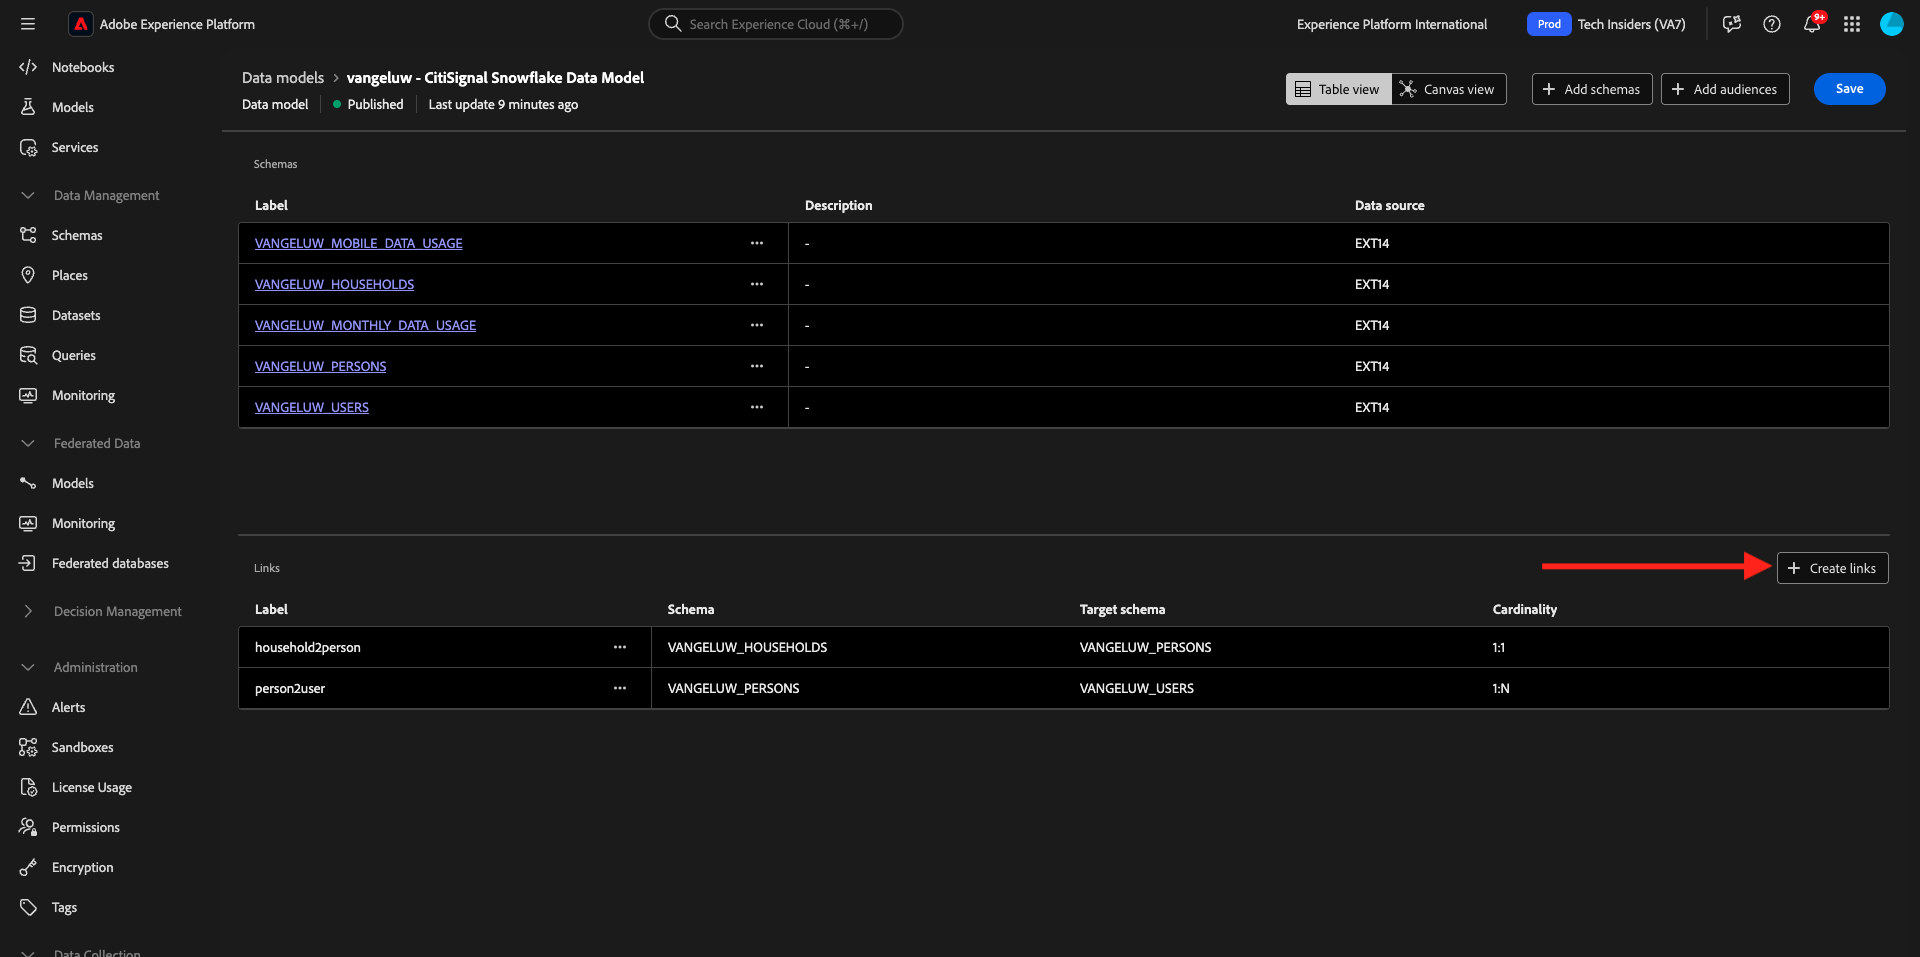 Adobe Experience Platform
Search Experience Cloud (⌘+/)
Experience Platform International
Prod
Tech Insiders (VA7)
9+
Notebooks
Models
Services
Data Management
Schemas
Places
Datasets
Queries
Monitoring
Federated Data
Models
Monitoring
Federated databases
Decision Management
Administration
Alerts
Sandboxes
License Usage
Permissions
Encryption
Tags
Data Collection
Data models > vangeluw - CitiSignal Snowflake Data Model
Data model Published Last update 9 minutes ago
Table view
Canvas view
Add schemas
Add audiences
Save
Schemas
Label Description Data source
VANGELUW_MOBILE_DATA_USAGE ··· - EXT14
VANGELUW_HOUSEHOLDS ··· - EXT14
VANGELUW_MONTHLY_DATA_USAGE ··· - EXT14
VANGELUW_PERSONS ··· - EXT14
VANGELUW_USERS ··· - EXT14
Links
Create links
Label Schema Target schema Cardinality
household2person ··· VANGELUW_HOUSEHOLDS VANGELUW_PERSONS 1:1
person2user ··· VANGELUW_PERSONS VANGELUW_USERS 1:N